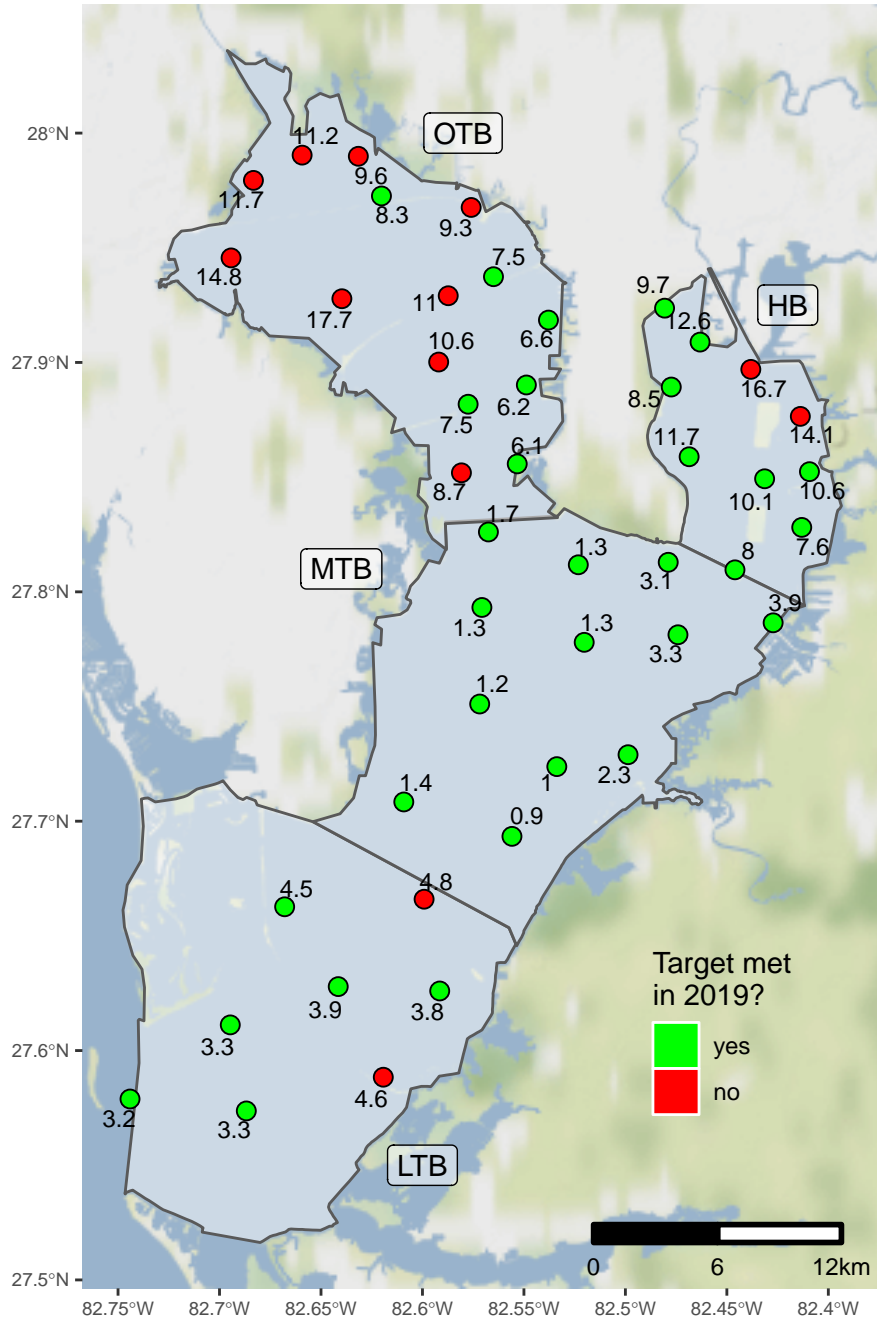 28°N
27.9°N
27.8°N
27.7°N
27.6°N
27.5°N
82.75°W
82.7°W
82.65°W
82.6°W
82.55°W
82.5°W
82.45°W
82.4°W
OTB
11.2
9.6
11.7
8.3
9.3
14.8
7.5
17.7
11
6.6
10.6
6.2
7.5
6.1
8.7
HB
9.7
12.6
16.7
8.5
14.1
11.7
10.1
10.6
7.6
8
MTB
1.7
1.3
3.1
3.9
1.3
1.3
3.3
1.2
1
2.3
1.4
0.9
4.8
4.5
3.9
3.8
3.3
4.6
3.2
3.3
LTB
Target met
in 2019?
yes
no
0
6
12km